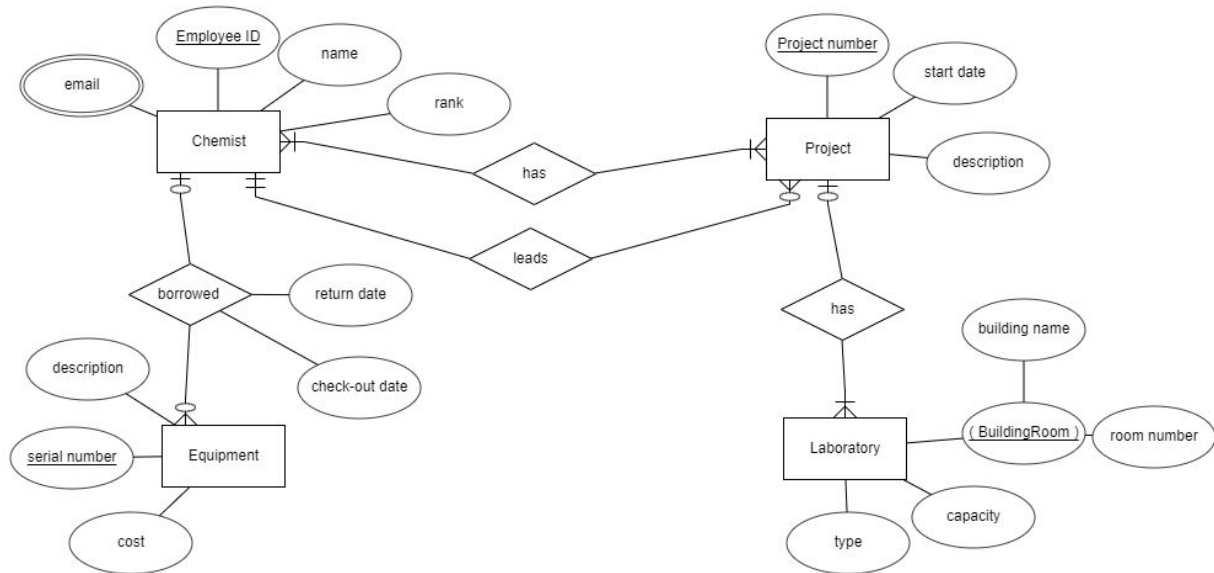 Employee ID
Project number
name
start date
email
rank
Chemist
Project
description
has
leads
borrowed
return date
has
building name
description
check-out date
( BuildingRoom )
room number
serial number
Equipment
Laboratory
capacity
cost
type